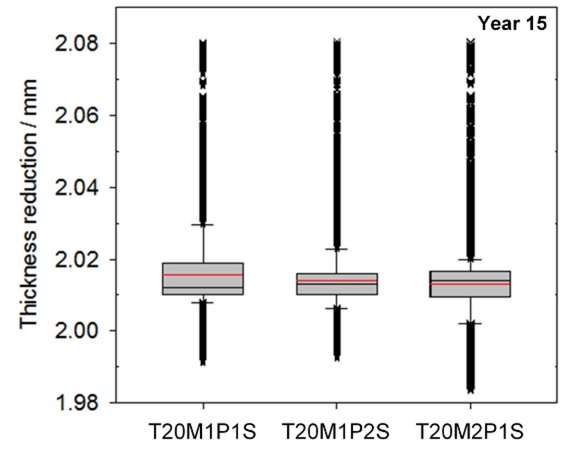 Year 15
Thickness reduction / mm
2.08
2.06
2.04
2.02
2.00
1.98
T20M1P1S T20M1P2S T20M2P1S